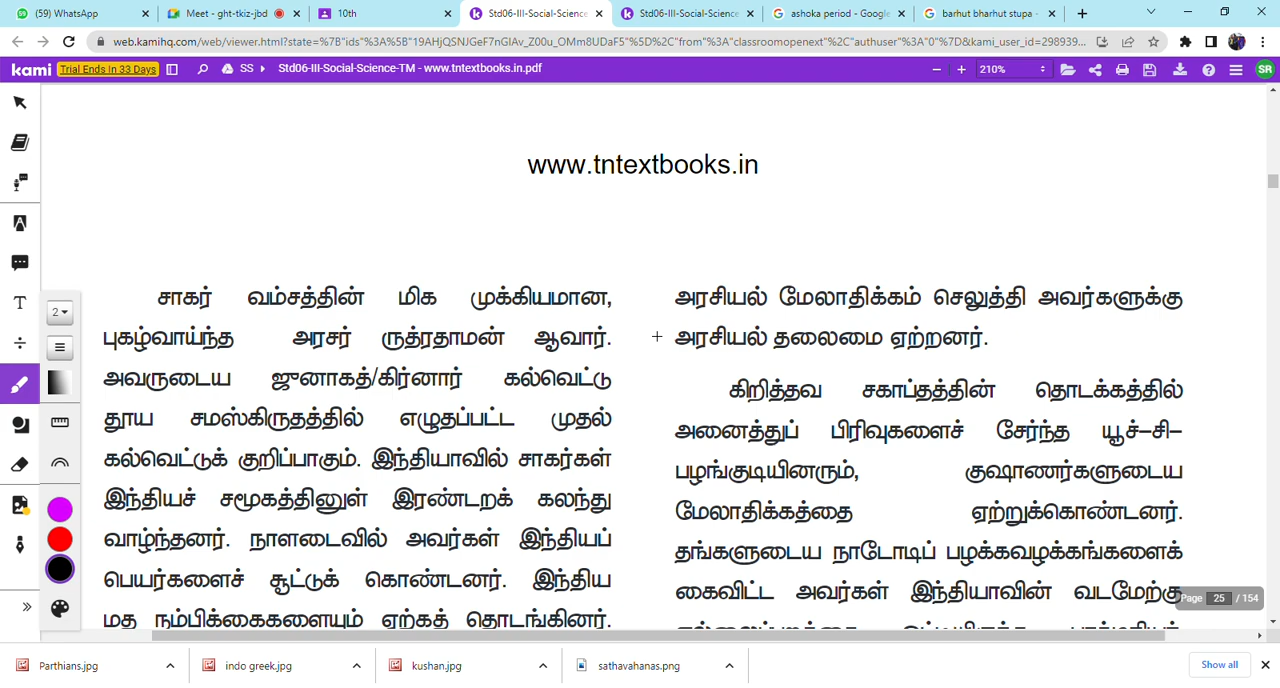 (59) WhatsApp
Meet - ght-tkiz-jbd
10th
Std06-III-Social-Science
Std06-III-Social-Science
ashoka period - Google
barhut bharhut stupa -
web.kamihq.com/web/viewer.html?state=%7B"ids"%3A%5B"19AHjQSNJGeF7nGIAv_Z00u_OMm8UDaF5"%5D%2C"from"%3A"classroomopenext"%2C"authuser"%3A"0"%7D&kami_user_id=298939...
kami
Trial Ends In 33 Days
SS
Std06-III-Social-Science-TM - www.tntextbooks.in.pdf
210%
SR
www.tntextbooks.in
சாகர் வம்சத்தின் மிக முக்கியமான,
புகழ்வாய்ந்த அரசர் ருத்ரதாமன் ஆவார்.
அவருடைய ஜுனாகத்/கிர்னார் கல்வெட்டு
தூய சமஸ்கிருதத்தில் எழுதப்பட்ட முதல்
கல்வெட்டுக் குறிப்பாகும். இந்தியாவில் சாகர்கள்
இந்தியச் சமூகத்தினுள் இரண்டறக் கலந்து
வாழ்ந்தனர். நாளடைவில் அவர்கள் இந்தியப்
பெயர்களைச் சூட்டுக் கொண்டனர். இந்திய
மத நம்பிக்கைகளையும் ஏற்கத் தொடங்கினர்.
அரசியல் மேலாதிக்கம் செலுத்தி அவர்களுக்கு
அரசியல் தலைமை ஏற்றனர்.
கிறித்தவ சகாப்தத்தின் தொடக்கத்தில்
அனைத்துப் பிரிவுகளைச் சேர்ந்த யூச்–சி–
பழங்குடியினரும், குஷாணர்களுடைய
மேலாதிக்கத்தை ஏற்றுக்கொண்டனர்.
தங்களுடைய நாடோடிப் பழக்கவழக்கங்களைக்
கைவிட்ட அவர்கள் இந்தியாவின் வடமேற்கு
2
Page 25 / 154
Parthians.jpg
indo greek.jpg
kushan.jpg
sathavahanas.png
Show all